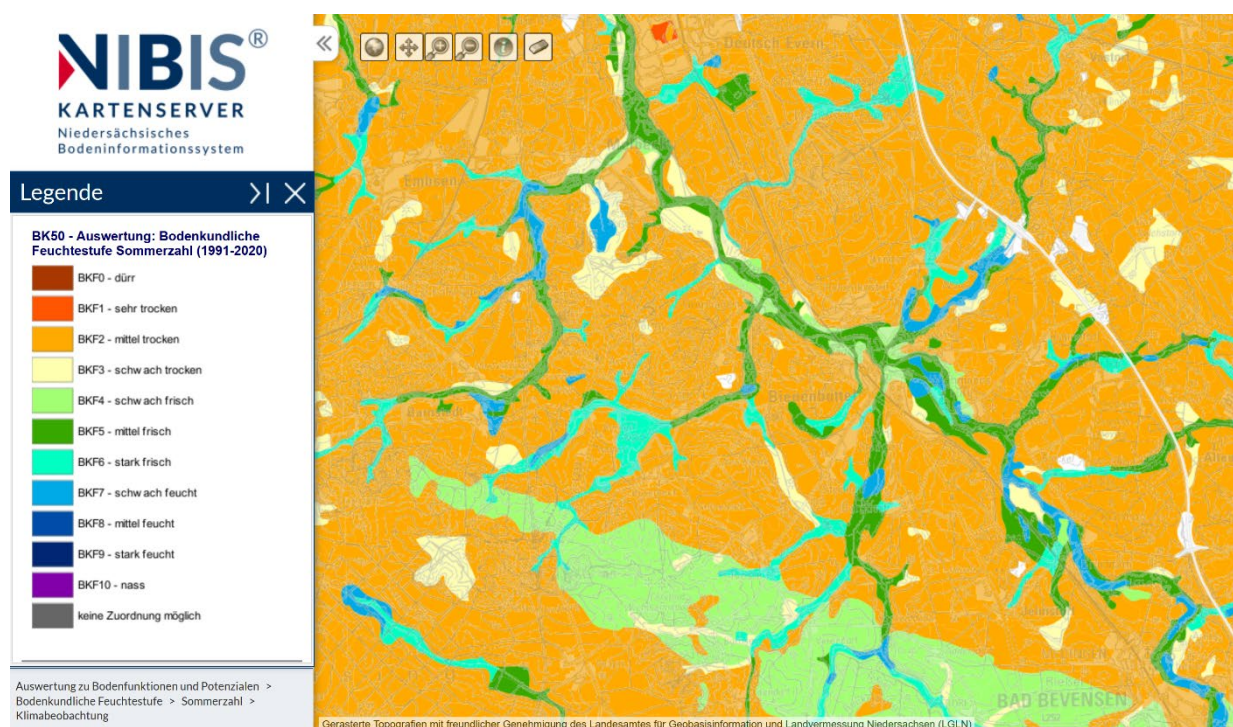 NIBIS®
KARTENSERVER
Niedersächsisches
Bodeninformationssystem
Legende
BK50 - Auswertung: Bodenkundliche
Feuchtestufe Sommerzahl (1991-2020)
BKF0 - dürr
BKF1 - sehr trocken
BKF2 - mittel trocken
BKF3 - schwach trocken
BKF4 - schwach frisch
BKF5 - mittel frisch
BKF6 - stark frisch
BKF7 - schwach feucht
BKF8 - mittel feucht
BKF9 - stark feucht
BKF10 - nass
keine Zuordnung möglich
Auswertung zu Bodenfunktionen und Potenzialen >
Bodenkundliche Feuchtestufe > Sommerzahl >
Klimabeobachtung
Deutsch Evern
Bienenbüttel
BAD BEVENSEN
Gerasterte Topografien mit freundlicher Genehmigung des Landesamtes für Geobasisinformation und Landvermessung Niedersachsen (LGLN)